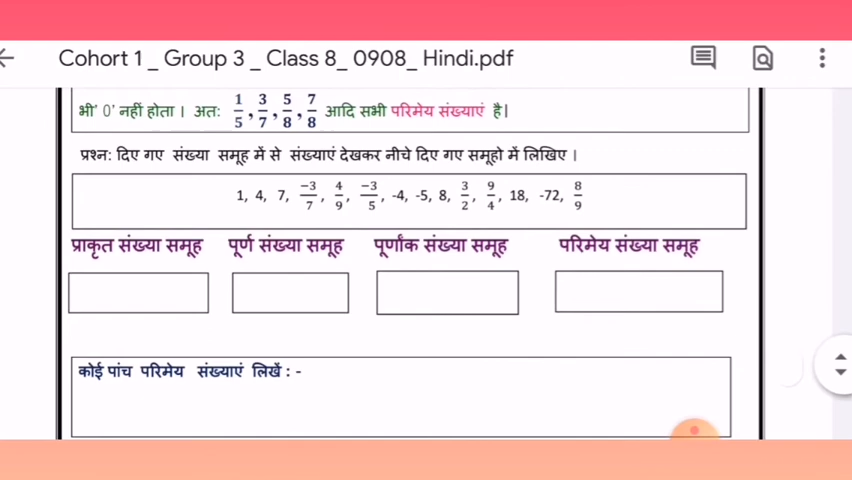 Cohort 1 _ Group 3 _ Class 8_ 0908_ Hindi.pdf
भी' 0' नहीं होता । अतः 1/5, 3/7, 5/8, 7/8 आदि सभी परिमेय संख्याएं है|
प्रश्न: दिए गए संख्या समूह में से संख्याएं देखकर नीचे दिए गए समूहो में लिखिए ।
1, 4, 7, −3/7, 4/9, −3/5, -4, -5, 8, 3/2, 9/4, 18, -72, 8/9
प्राकृत संख्या समूह पूर्ण संख्या समूह पूर्णांक संख्या समूह परिमेय संख्या समूह
कोई पांच परिमेय संख्याएं लिखें : -